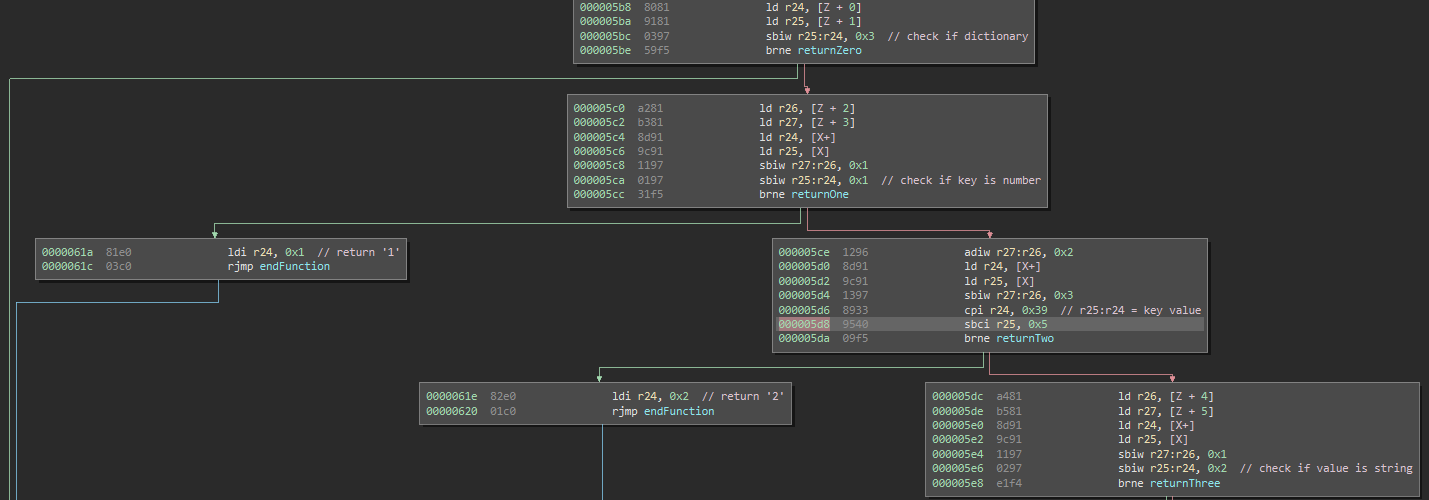 000005b8 8081 ld r24, [Z + 0]
000005ba 9181 ld r25, [Z + 1]
000005bc 0397 sbiw r25:r24, 0x3 // check if dictionary
000005be 59f5 brne returnZero
000005c0 a281 ld r26, [Z + 2]
000005c2 b381 ld r27, [Z + 3]
000005c4 8d91 ld r24, [X+]
000005c6 9c91 ld r25, [X]
000005c8 1197 sbiw r27:r26, 0x1
000005ca 0197 sbiw r25:r24, 0x1 // check if key is number
000005cc 31f5 brne returnOne
0000061a 81e0 ldi r24, 0x1 // return '1'
0000061c 03c0 rjmp endFunction
000005ce 1296 adiw r27:r26, 0x2
000005d0 8d91 ld r24, [X+]
000005d2 9c91 ld r25, [X]
000005d4 1397 sbiw r27:r26, 0x3
000005d6 8933 cpi r24, 0x39 // r25:r24 = key value
000005d8 9540 sbci r25, 0x5
000005da 09f5 brne returnTwo
0000061e 82e0 ldi r24, 0x2 // return '2'
00000620 01c0 rjmp endFunction
000005dc a481 ld r26, [Z + 4]
000005de b581 ld r27, [Z + 5]
000005e0 8d91 ld r24, [X+]
000005e2 9c91 ld r25, [X]
000005e4 1197 sbiw r27:r26, 0x1
000005e6 0297 sbiw r25:r24, 0x2 // check if value is string
000005e8 e1f4 brne returnThree